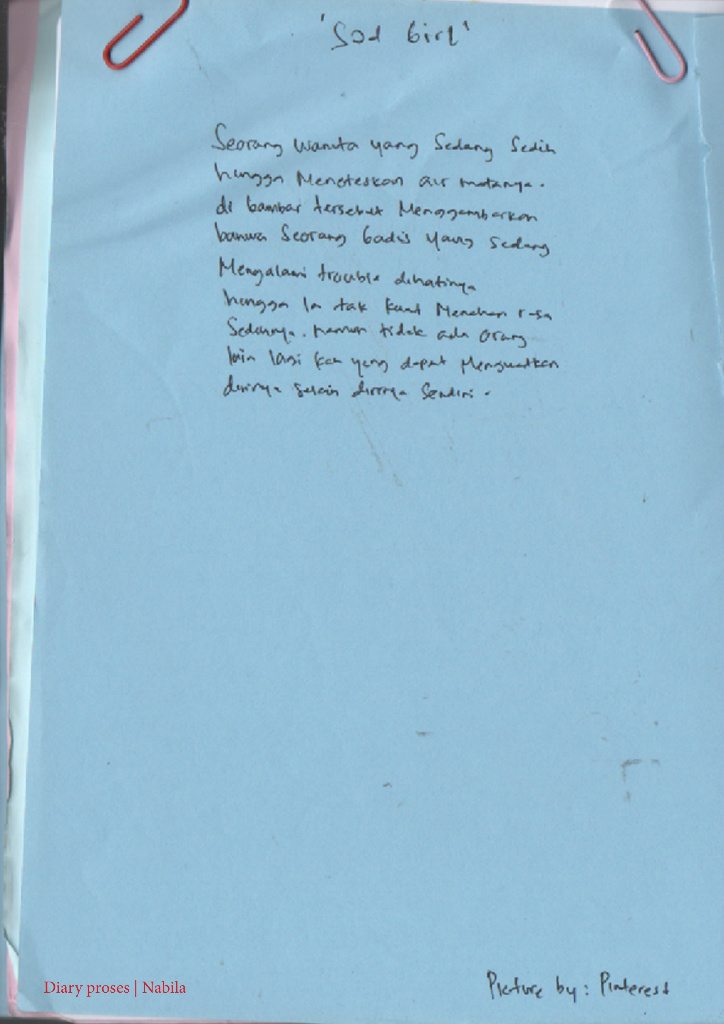 'Sad Girl'
Seorang wanita yang sedang sedih
hingga meneteskan air matanya.
di Gambar tersebut Menggambarkan
bahwa seorang Gadis yang sedang
Mengalami trouble dihatinya
hingga Ia tak kuat Menahan rasa
Sedihnya. namun tidak ada orang
lain lagi yang dapat Menguatkan
dirinya selain dirinya Sendiri.
Diary proses | Nabila
Picture by : Pinterest